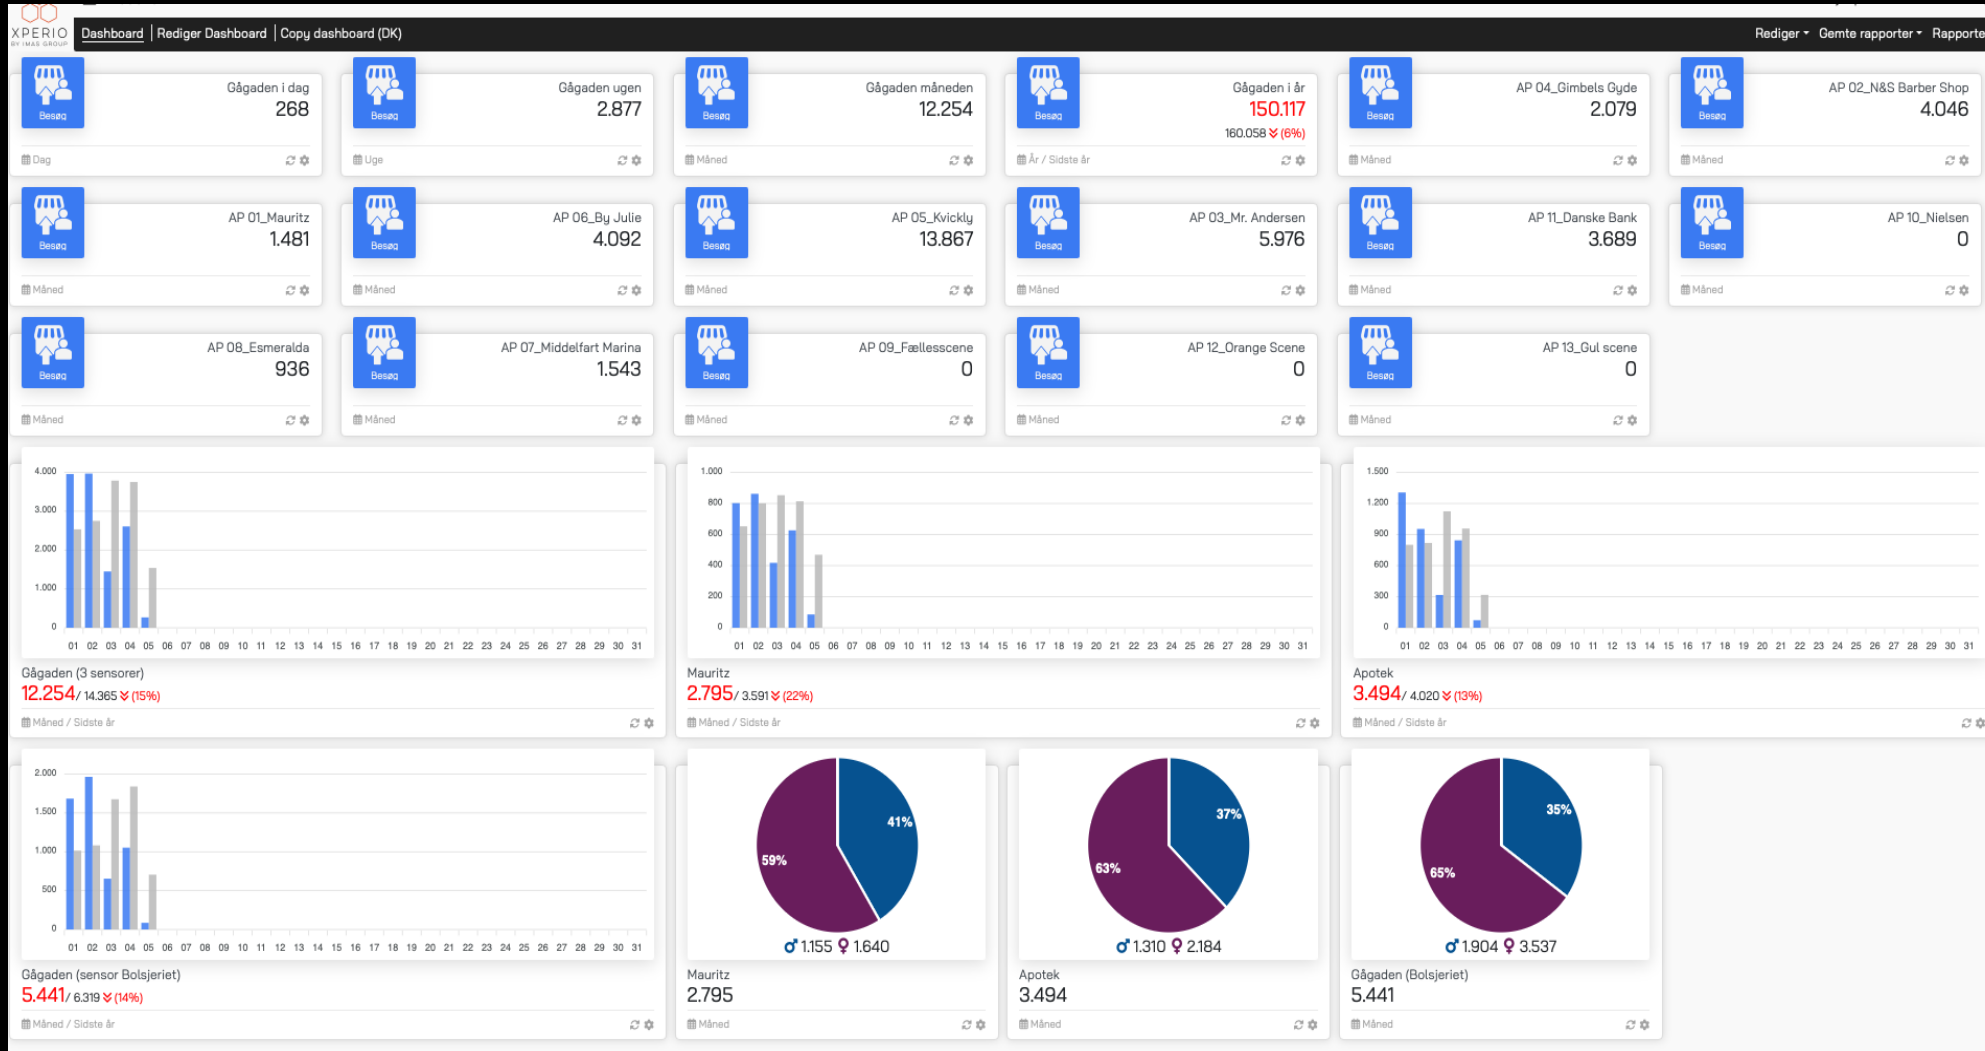 XPERIO
BY IMAS GROUP
Dashboard | Rediger Dashboard | Copy dashboard (DK)
Rediger Gemte rapporter Rapporte
Besøg
Gågaden i dag
268
Dag
Besøg
Gågaden ugen
2.877
Uge
Besøg
Gågaden måneden
12.254
Måned
Besøg
Gågaden i år
150.117
160.058 (6%)
År / Sidste år
Besøg
AP 04_Gimbels Gyde
2.079
Måned
Besøg
AP 02_N&S Barber Shop
4.046
Måned
Besøg
AP 01_Mauritz
1.481
Måned
Besøg
AP 06_By Julie
4.092
Måned
Besøg
AP 05_Kvickly
13.867
Måned
Besøg
AP 03_Mr. Andersen
5.976
Måned
Besøg
AP 11_Danske Bank
3.689
Måned
Besøg
AP 10_Nielsen
0
Måned
Besøg
AP 08_Esmeralda
936
Måned
Besøg
AP 07_Middelfart Marina
1.543
Måned
Besøg
AP 09_Fællesscene
0
Måned
Besøg
AP 12_Orange Scene
0
Måned
Besøg
AP 13_Gul scene
0
Måned
4.000
3.000
2.000
1.000
0
01 02 03 04 05 06 07 08 09 10 11 12 13 14 15 16 17 18 19 20 21 22 23 24 25 26 27 28 29 30 31
Gågaden (3 sensorer)
12.254/ 14.365 (15%)
Måned / Sidste år
1.000
800
600
400
200
0
01 02 03 04 05 06 07 08 09 10 11 12 13 14 15 16 17 18 19 20 21 22 23 24 25 26 27 28 29 30 31
Mauritz
2.795/ 3.591 (22%)
Måned / Sidste år
1.500
1.200
900
600
300
0
01 02 03 04 05 06 07 08 09 10 11 12 13 14 15 16 17 18 19 20 21 22 23 24 25 26 27 28 29 30 31
Apotek
3.494/ 4.020 (13%)
Måned / Sidste år
2.000
1.500
1.000
500
0
01 02 03 04 05 06 07 08 09 10 11 12 13 14 15 16 17 18 19 20 21 22 23 24 25 26 27 28 29 30 31
Gågaden (sensor Bolsjeriet)
5.441/ 6.319 (14%)
Måned / Sidste år
41%
59%
♂ 1.155 ♀ 1.640
Mauritz
2.795
Måned
37%
63%
♂ 1.310 ♀ 2.184
Apotek
3.494
Måned
35%
65%
♂ 1.904 ♀ 3.537
Gågaden (Bolsjeriet)
5.441
Måned